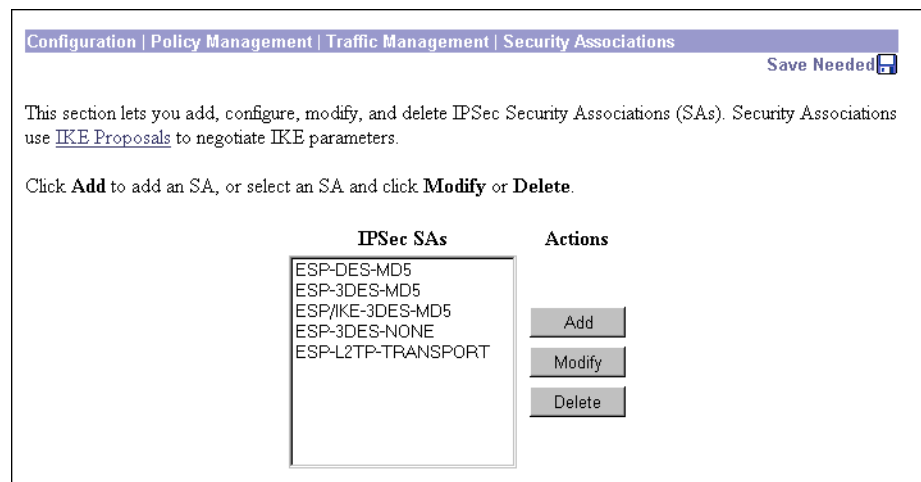 Configuration | Policy Management | Traffic Management | Security Associations
Save Needed
This section lets you add, configure, modify, and delete IPSec Security Associations (SAs). Security Associations
use IKE Proposals to negotiate IKE parameters.
Click Add to add an SA, or select an SA and click Modify or Delete.
IPSec SAs
Actions
ESP-DES-MD5
ESP-3DES-MD5
ESP/IKE-3DES-MD5
ESP-3DES-NONE
ESP-L2TP-TRANSPORT
Add
Modify
Delete